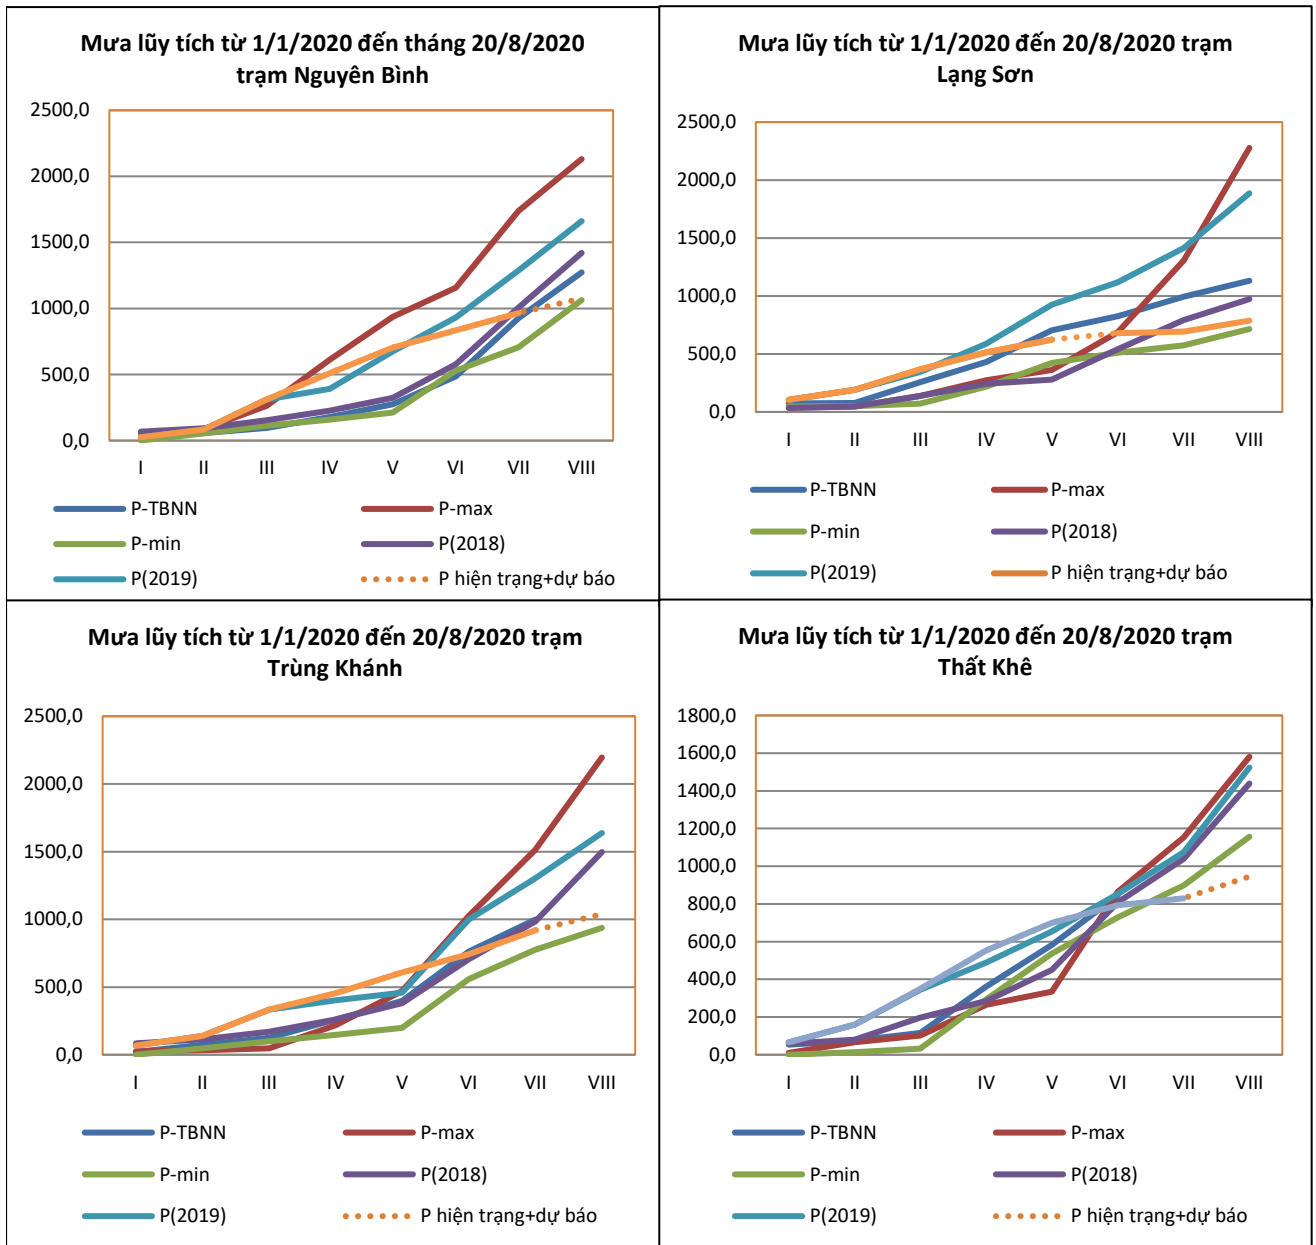 Mưa lũy tích từ 1/1/2020 đến tháng 20/8/2020
trạm Nguyên Bình
2500,0
2000,0
1500,0
1000,0
500,0
0,0
I II III IV V VI VII VIII
P-TBNN P-max
P-min P(2018)
P(2019) P hiện trạng+dự báo
Mưa lũy tích từ 1/1/2020 đến 20/8/2020 trạm
Lạng Sơn
2500,0
2000,0
1500,0
1000,0
500,0
0,0
I II III IV V VI VII VIII
P-TBNN P-max
P-min P(2018)
P(2019) P hiện trạng+dự báo
Mưa lũy tích từ 1/1/2020 đến 20/8/2020 trạm
Trùng Khánh
2500,0
2000,0
1500,0
1000,0
500,0
0,0
I II III IV V VI VII VIII
P-TBNN P-max
P-min P(2018)
P(2019) P hiện trạng+dự báo
Mưa lũy tích từ 1/1/2020 đến 20/8/2020 trạm
Thất Khê
1800,0
1600,0
1400,0
1200,0
1000,0
800,0
600,0
400,0
200,0
0,0
I II III IV V VI VII VIII
P-TBNN P-max
P-min P(2018)
P(2019) P hiện trạng+dự báo